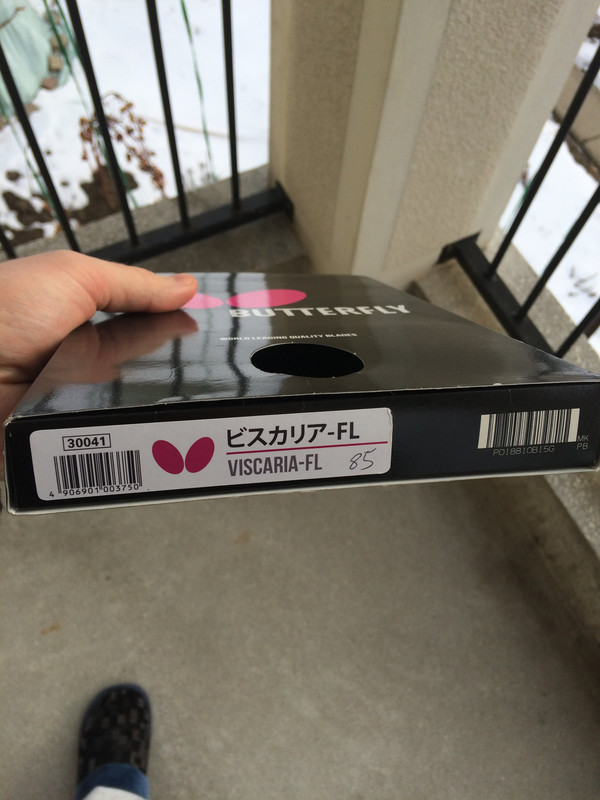 BUTTERFLY
WORLD LEADING QUALITY BLADES
30041
4 906901 003750
ビスカリア-FL
VISCARIA-FL 85
P01881OBI5G
MK
PB